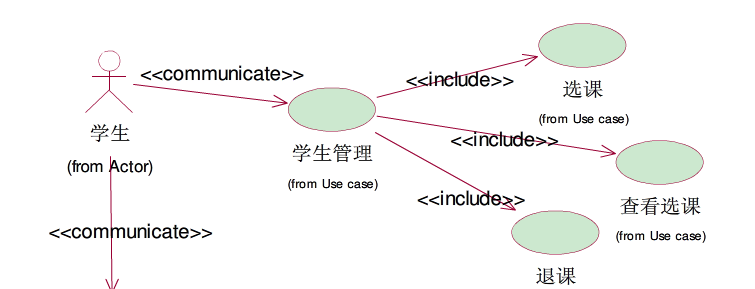 <<communicate>>
<<include>>
选课
(from Use case)
学生
(from Actor)
学生管理
(from Use case)
<<include>>
查看选课
(from Use case)
<<include>>
<<communicate>>
退课